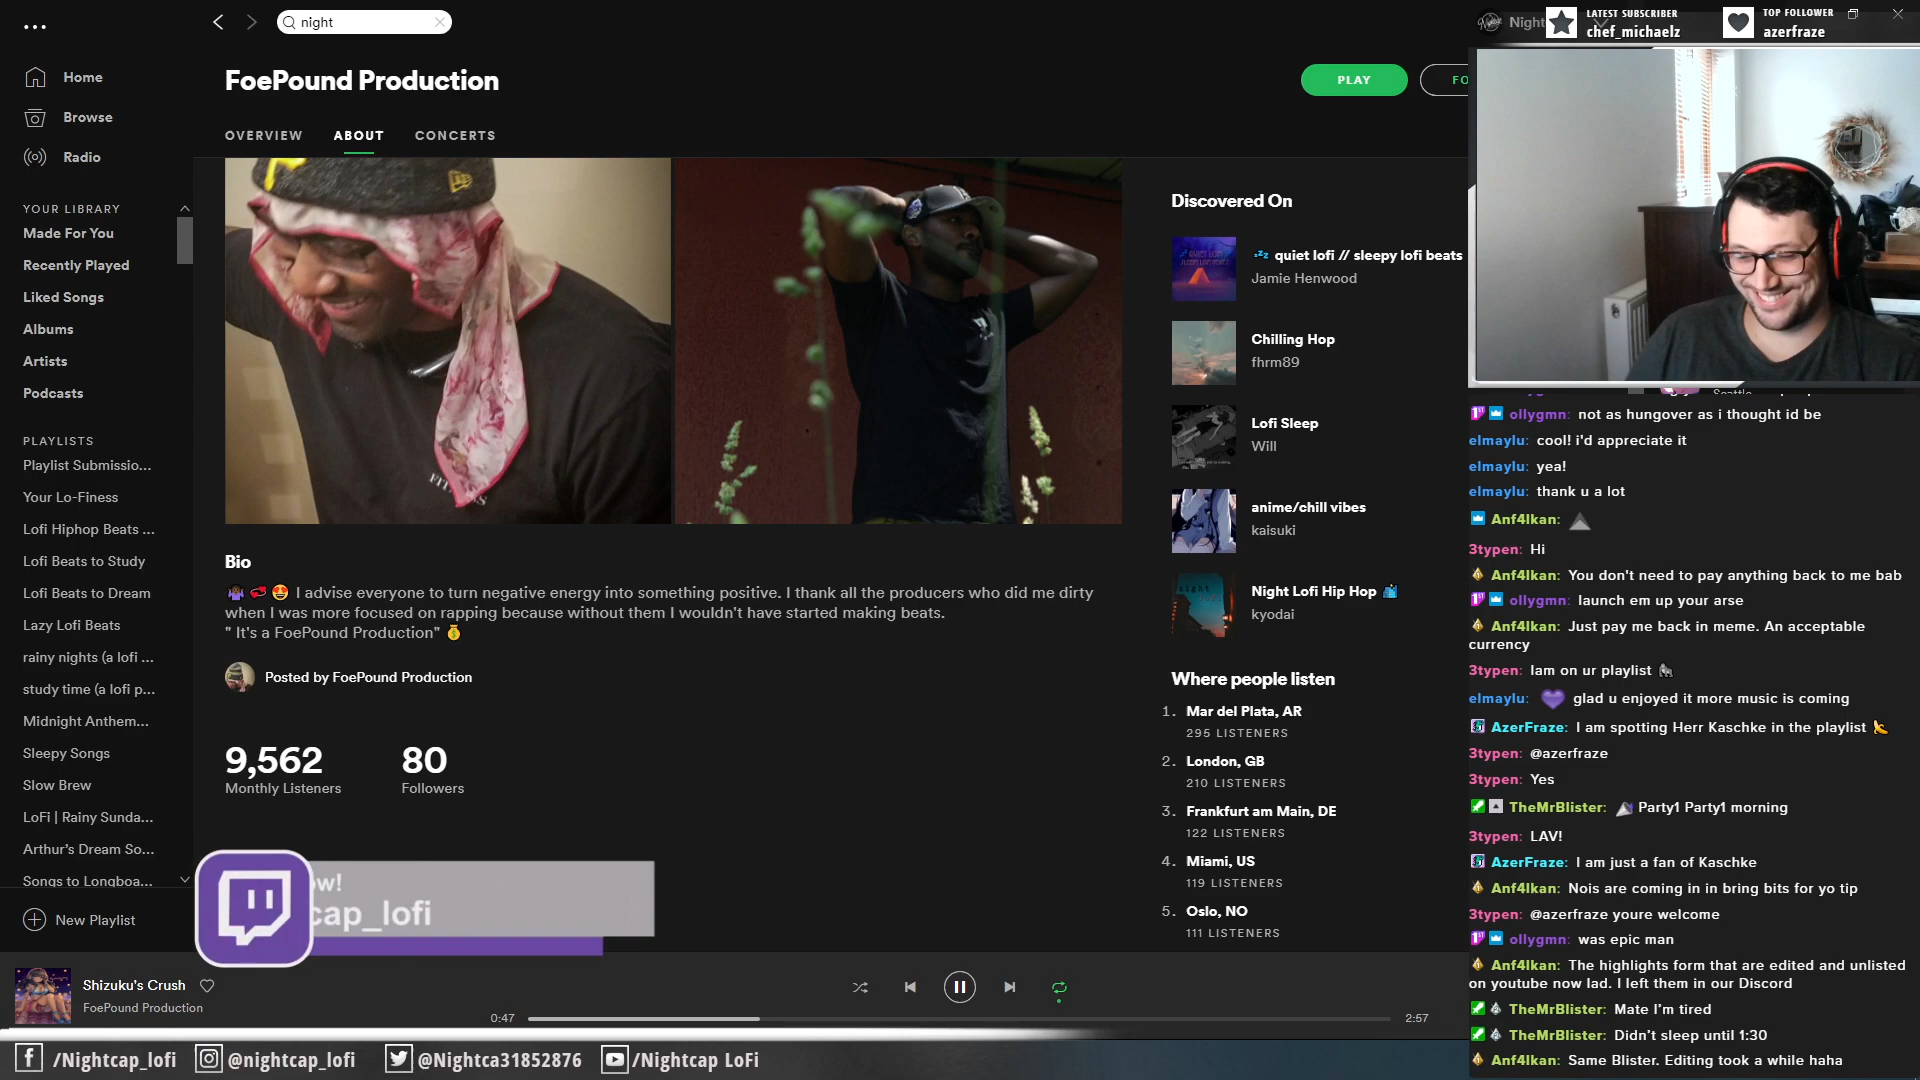 night
Night
LATEST SUBSCRIBER
chef_michaelz
TOP FOLLOWER
azerfraze
Home
Browse
Radio
YOUR LIBRARY
Made For You
Recently Played
Liked Songs
Albums
Artists
Podcasts
PLAYLISTS
Playlist Submissio...
Your Lo-Finess
Lofi Hiphop Beats ...
Lofi Beats to Study
Lofi Beats to Dream
Lazy Lofi Beats
rainy nights (a lofi ...
study time (a lofi p...
Midnight Anthem...
Sleepy Songs
Slow Brew
LoFi | Rainy Sunda...
Arthur's Dream So...
Songs to Longboa...
New Playlist
FoePound Production
PLAY
FO
OVERVIEW
ABOUT
CONCERTS
Bio
I advise everyone to turn negative energy into something positive. I thank all the producers who did me dirty
when I was more focused on rapping because without them I wouldn't have started making beats.
" It's a FoePound Production"
Posted by FoePound Production
9,562
Monthly Listeners
80
Followers
Discovered On
quiet lofi // sleepy lofi beats
Jamie Henwood
Chilling Hop
fhrm89
Lofi Sleep
Will
anime/chill vibes
kaisuki
Night Lofi Hip Hop
kyodai
Where people listen
1. Mar del Plata, AR
295 LISTENERS
2. London, GB
210 LISTENERS
3. Frankfurt am Main, DE
122 LISTENERS
4. Miami, US
119 LISTENERS
5. Oslo, NO
111 LISTENERS
ollygmn: not as hungover as i thought id be
elmaylu: cool! i'd appreciate it
elmaylu: yea!
elmaylu: thank u a lot
Anf4lkan:
3typen: Hi
Anf4lkan: You don't need to pay anything back to me bab
ollygmn: launch em up your arse
Anf4lkan: Just pay me back in meme. An acceptable
currency
3typen: Iam on ur playlist
elmaylu: glad u enjoyed it more music is coming
AzerFraze: I am spotting Herr Kaschke in the playlist
3typen: @azerfraze
3typen: Yes
TheMrBlister: Party1 Party1 morning
3typen: LAV!
AzerFraze: I am just a fan of Kaschke
Anf4lkan: Nois are coming in in bring bits for yo tip
3typen: @azerfraze youre welcome
ollygmn: was epic man
Anf4lkan: The highlights form that are edited and unlisted
on youtube now lad. I left them in our Discord
TheMrBlister: Mate I'm tired
TheMrBlister: Didn't sleep until 1:30
Anf4lkan: Same Blister. Editing took a while haha
ow!
cap_lofi
Shizuku's Crush
FoePound Production
0:47
2:57
/Nightcap_lofi
@nightcap_lofi
@Nightca31852876
/Nightcap LoFi